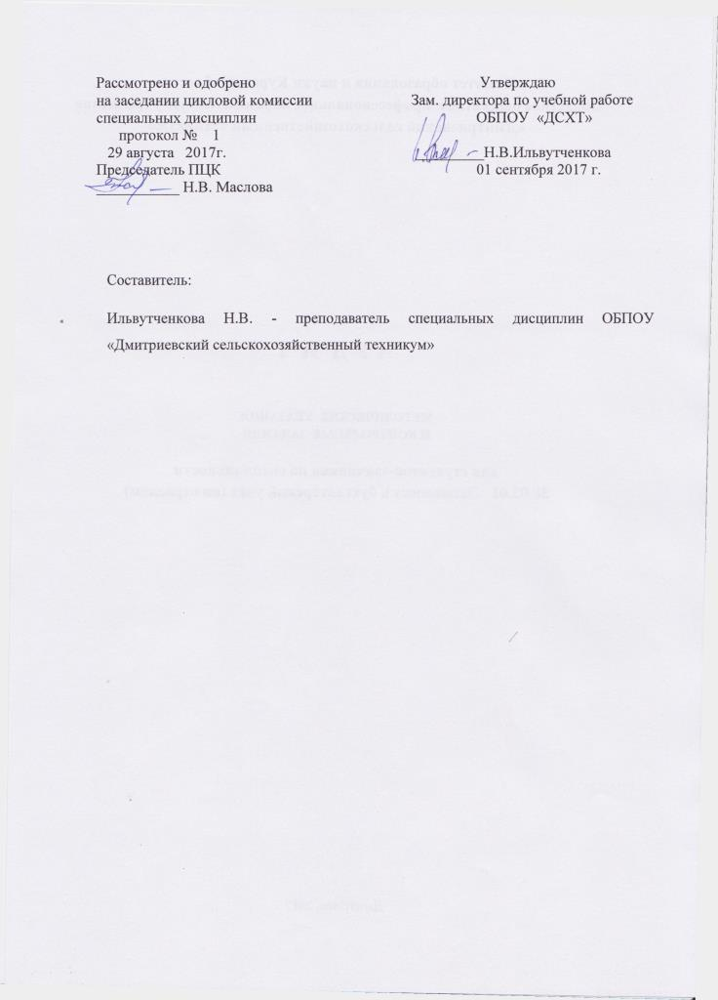 Рассмотрено и одобрено
на заседании цикловой комиссии
специальных дисциплин
протокол № 1
29 августа 2017г.
Председатель ПЦК
____________ Н.В. Маслова
Утверждаю
Зам. директора по учебной работе
ОБПОУ «ДСХТ»
__________ Н.В.Ильвутченкова
01 сентября 2017 г.
Составитель:
Ильвутченкова Н.В. - преподаватель специальных дисциплин ОБПОУ
«Дмитриевский сельскохозяйственный техникум»